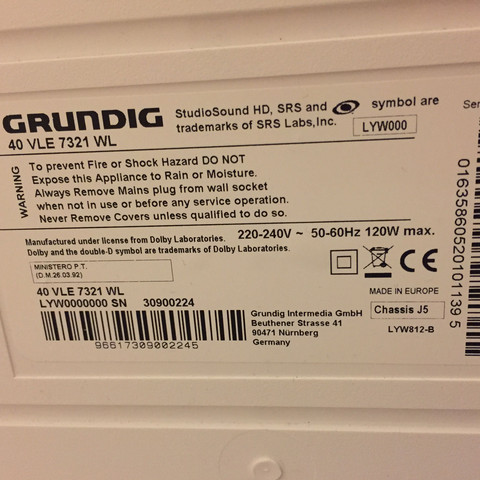 GRUNDIG
40 VLE 7321 WL
StudioSound HD, SRS and symbol are
trademarks of SRS Labs,Inc.
LYW000
Ser
WARNING
To prevent Fire or Shock Hazard DO NOT
Expose this Appliance to Rain or Moisture.
Always Remove Mains plug from wall socket
when not in use or before any service operation.
Never Remove Covers unless qualified to do so.
Manufactured under license from Dolby Laboratories.
Dolby and the double-D symbol are trademarks of Dolby Laboratories.
220-240V ~ 50-60Hz 120W max.
MINISTERO P.T.
(D.M.26.03.92)
CE
MADE IN EUROPE
40 VLE 7321 WL
LYW0000000 SN 30900224
96617309002245
Grundig Intermedia GmbH
Beuthener Strasse 41
90471 Nürnberg
Germany
Chassis J5
LYW812-B
01635860520101139 5